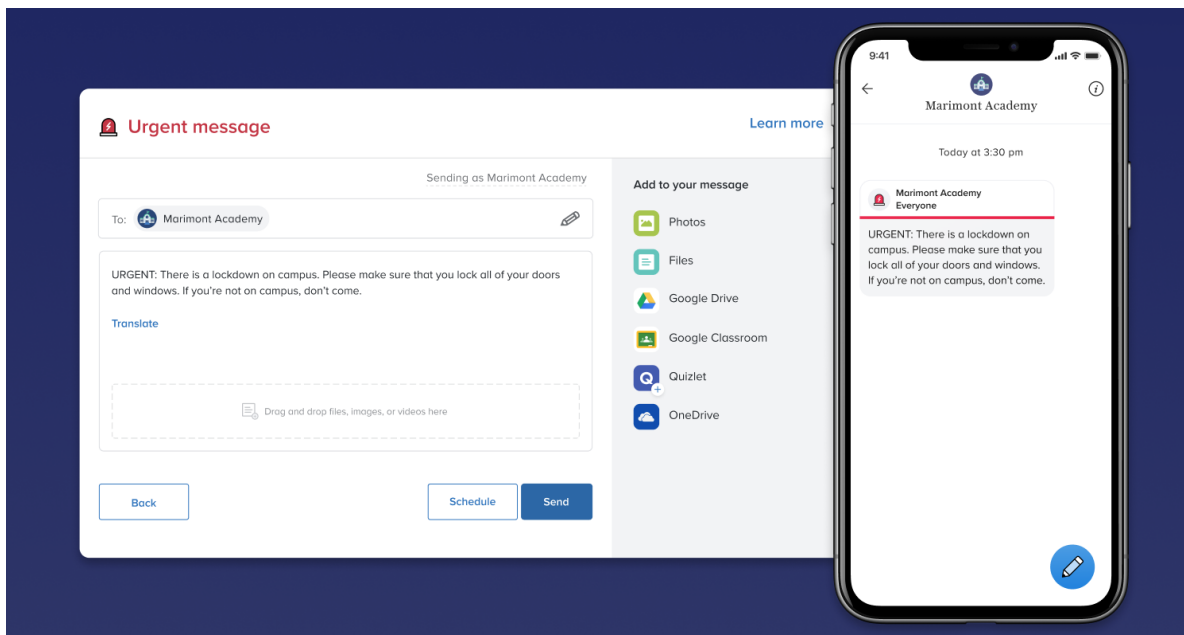 Urgent message
Learn more
Sending as Marimont Academy
To: Marimont Academy
URGENT: There is a lockdown on campus. Please make sure that you lock all of your doors
and windows. If you're not on campus, don't come.
Translate
Drag and drop files, images, or videos here
Back
Schedule
Send
Add to your message
Photos
Files
Google Drive
Google Classroom
Q
Quizlet
OneDrive
9:41
Marimont Academy
Today at 3:30 pm
Marimont Academy
Everyone
URGENT: There is a lockdown on
campus. Please make sure that you
lock all of your doors and windows.
If you're not on campus, don't come.